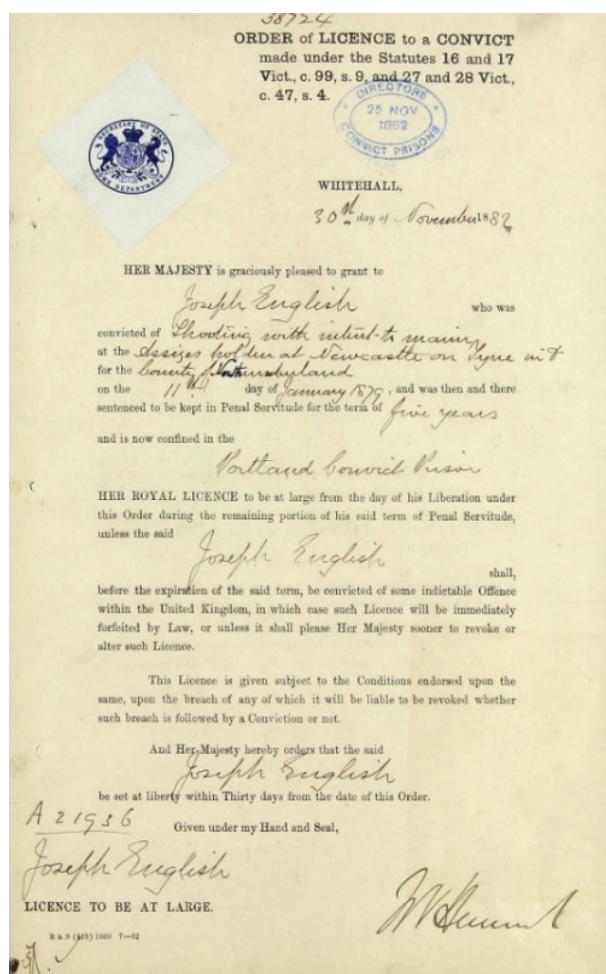 38724
ORDER of LICENCE to a CONVICT
made under the Statutes 16 and 17
Vict., c. 99, s. 9, and 27 and 28 Vict.,
c. 47, s. 4.
DIRECTORS
25 NOV
1882
CONVICT PRISONS
SECRETARY OF STATE
HOME DEPARTMENT
WHITEHALL,
30th day of November 1882
HER MAJESTY is graciously pleased to grant to
Joseph English who was
convicted of Shooting with intent to maim
at the Assizes holden at Newcastle on Tyne in &
for the County of Northumberland
on the 11th day of January 1879, and was then and there
sentenced to be kept in Penal Servitude for the term of five years
and is now confined in the
Portland Convict Prison
HER ROYAL LICENCE to be at large from the day of his Liberation under
this Order during the remaining portion of his said term of Penal Servitude,
unless the said
Joseph English
shall,
before the expiration of the said term, be convicted of some indictable Offence
within the United Kingdom, in which case such Licence will be immediately
forfeited by Law, or unless it shall please Her Majesty sooner to revoke or
alter such Licence.
This Licence is given subject to the Conditions endorsed upon the
same, upon the breach of any of which it will be liable to be revoked whether
such breach is followed by a Conviction or not.
And Her Majesty hereby orders that the said
Joseph English
be set at liberty within Thirty days from the date of this Order.
A 21936
Given under my Hand and Seal,
Joseph English
LICENCE TO BE AT LARGE.
R & S (423) 1000 7—82